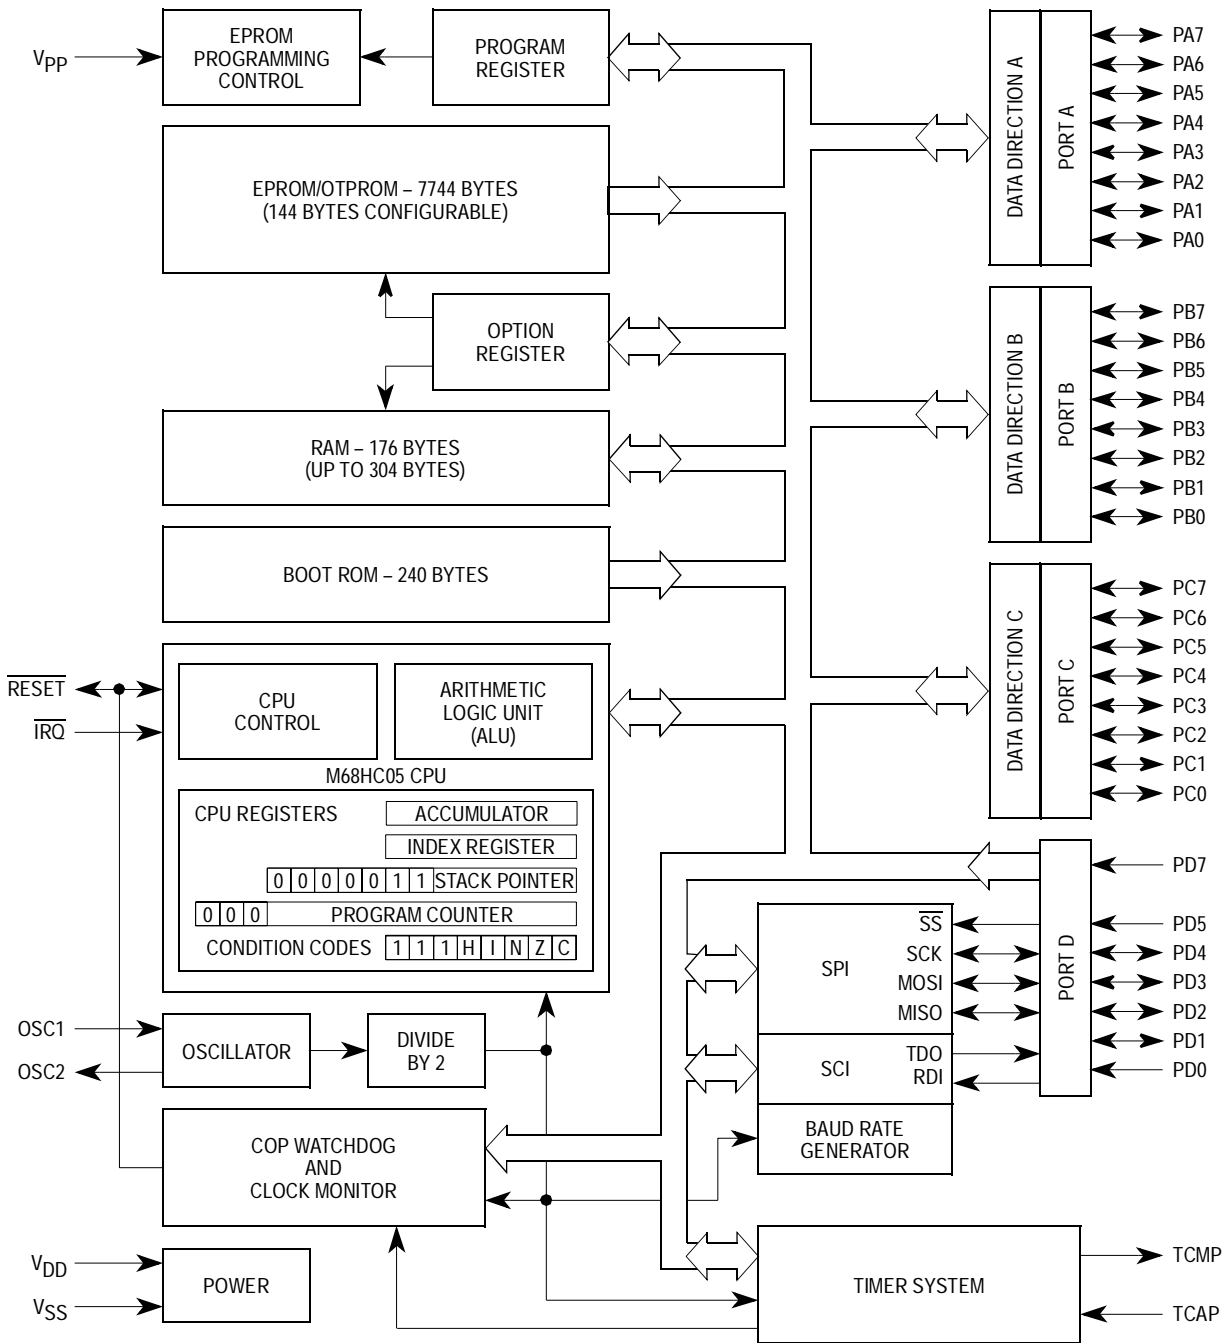 VPP
EPROM
PROGRAMMING
CONTROL
PROGRAM
REGISTER
EPROM/OTPROM – 7744 BYTES
(144 BYTES CONFIGURABLE)
OPTION
REGISTER
RAM – 176 BYTES
(UP TO 304 BYTES)
BOOT ROM – 240 BYTES
RESET
IRQ
CPU
CONTROL
ARITHMETIC
LOGIC UNIT
(ALU)
M68HC05 CPU
CPU REGISTERS
ACCUMULATOR
INDEX REGISTER
0 0 0 0 0 1 1 STACK POINTER
0 0 0 PROGRAM COUNTER
CONDITION CODES 1 1 1 H I N Z C
OSC1
OSC2
OSCILLATOR
DIVIDE
BY 2
COP WATCHDOG
AND
CLOCK MONITOR
VDD
VSS
POWER
DATA DIRECTION A
PORT A
PA7
PA6
PA5
PA4
PA3
PA2
PA1
PA0
DATA DIRECTION B
PORT B
PB7
PB6
PB5
PB4
PB3
PB2
PB1
PB0
DATA DIRECTION C
PORT C
PC7
PC6
PC5
PC4
PC3
PC2
PC1
PC0
SPI
SS
SCK
MOSI
MISO
SCI
TDO
RDI
BAUD RATE
GENERATOR
PORT D
PD7
PD5
PD4
PD3
PD2
PD1
PD0
TIMER SYSTEM
TCMP
TCAP